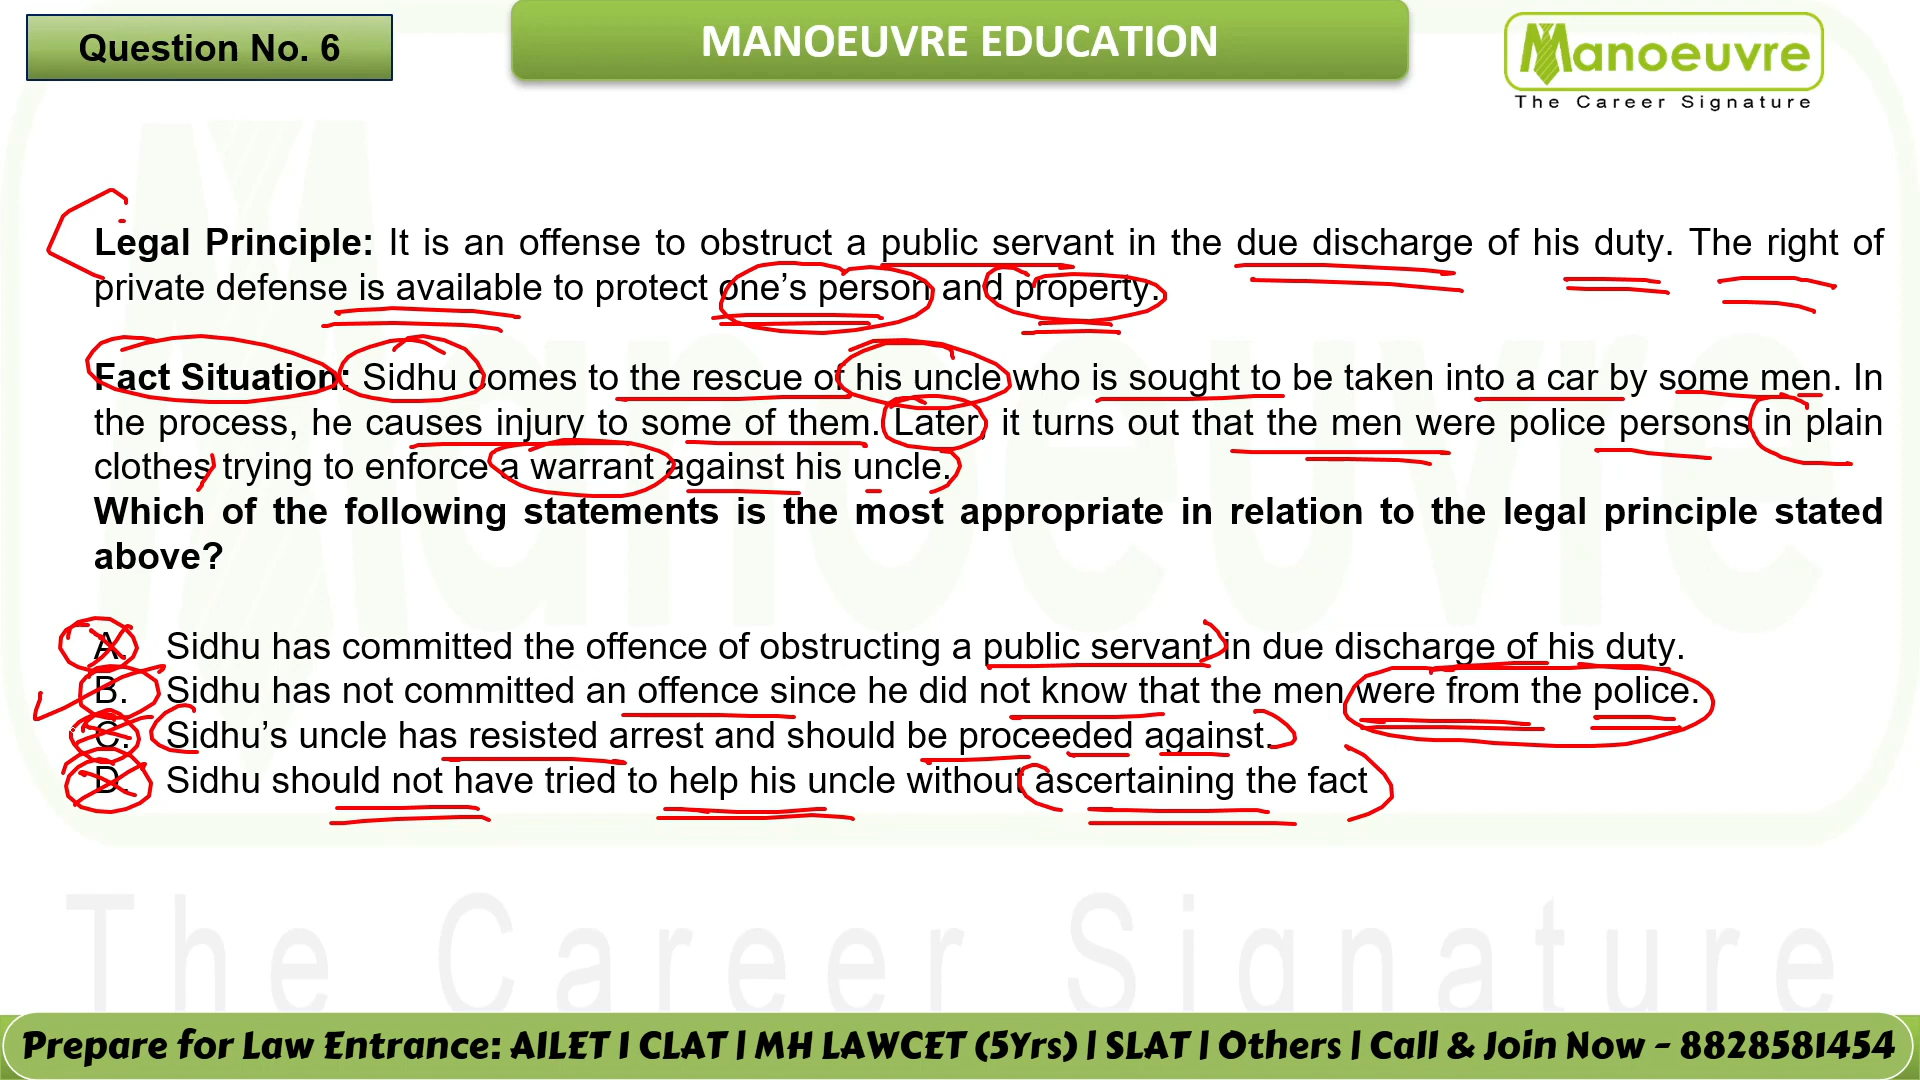 Question No. 6
MANOEUVRE EDUCATION
Manoeuvre
The Career Signature
Legal Principle: It is an offense to obstruct a public servant in the due discharge of his duty. The right of
private defense is available to protect one's person and property.
Fact Situation: Sidhu comes to the rescue of his uncle who is sought to be taken into a car by some men. In
the process, he causes injury to some of them. Later, it turns out that the men were police persons in plain
clothes, trying to enforce a warrant against his uncle.
Which of the following statements is the most appropriate in relation to the legal principle stated
above?
A. Sidhu has committed the offence of obstructing a public servant in due discharge of his duty.
B. Sidhu has not committed an offence since he did not know that the men were from the police.
C. Sidhu's uncle has resisted arrest and should be proceeded against.
D. Sidhu should not have tried to help his uncle without ascertaining the fact
Manoeuvre
The Career Signature
Prepare for Law Entrance: AILET I CLAT | MH LAWCET (5Yrs) | SLAT | Others | Call & Join Now - 8828581454